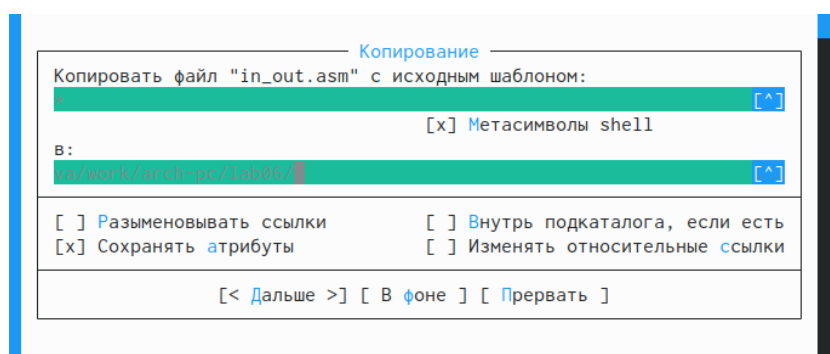 Копирование
Копировать файл "in_out.asm" с исходным шаблоном:
* [^]
[x] Метасимволы shell
в:
va/work/arch-pc/lab06/ [^]
[ ] Разыменовывать ссылки [ ] Внутрь подкаталога, если есть
[x] Сохранять атрибуты [ ] Изменять относительные ссылки
[< Дальше >] [ В фоне ] [ Прервать ]